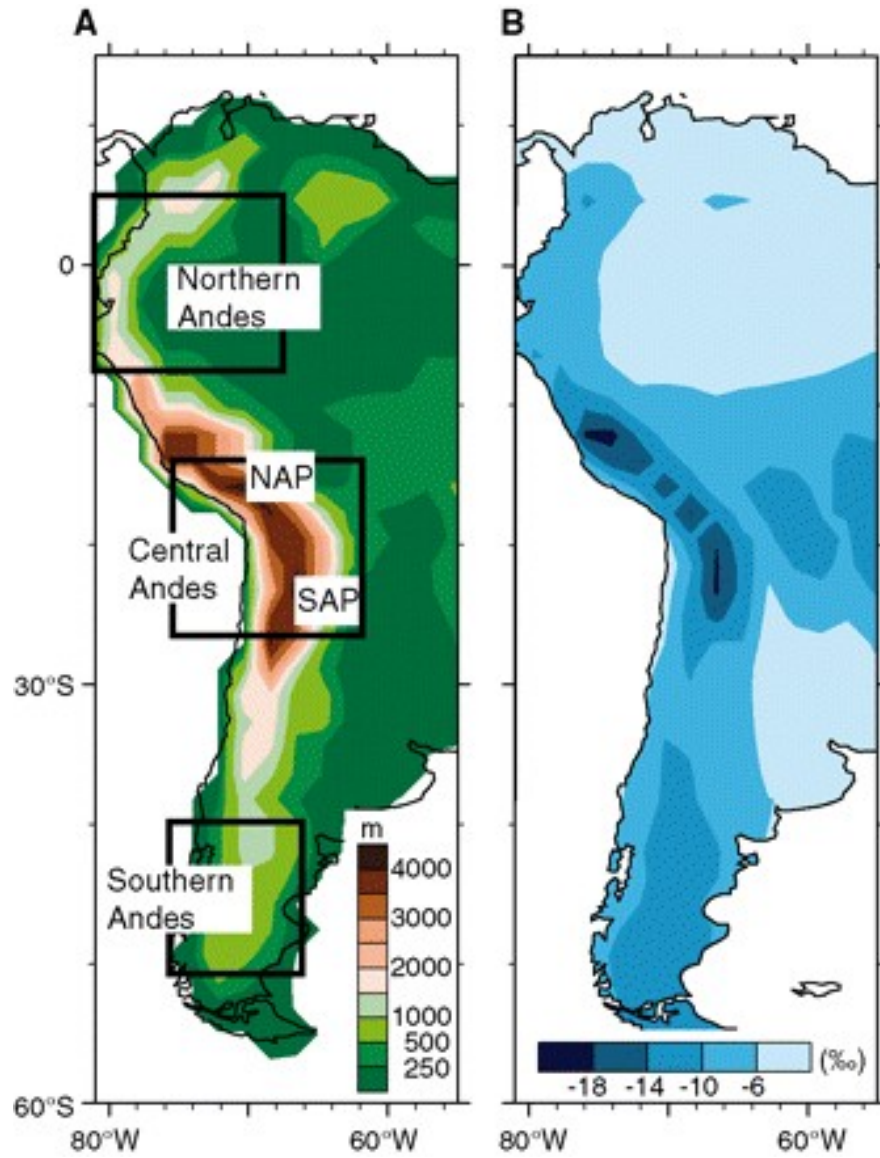 A
B
0
Northern
Andes
NAP
Central
Andes
SAP
30°S
m
4000
3000
2000
1000
500
250
Southern
Andes
(‰)
-18 -14 -10 -6
60°S
80°W 60°W 80°W 60°W